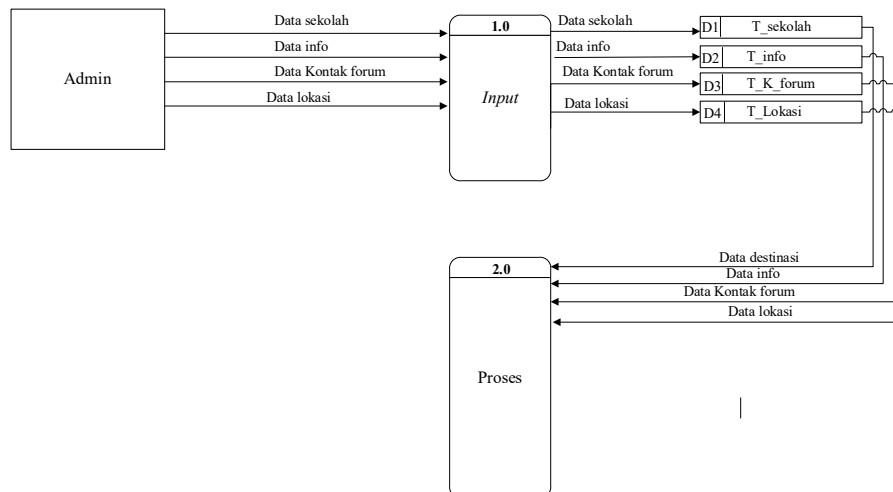 Admin
Data sekolah
Data info
Data Kontak forum
Data lokasi
1.0
Input
Data sekolah
Data info
Data Kontak forum
Data lokasi
D1 T_sekolah
D2 T_info
D3 T_K_forum
D4 T_Lokasi
2.0
Proses
Data destinasi
Data info
Data Kontak forum
Data lokasi